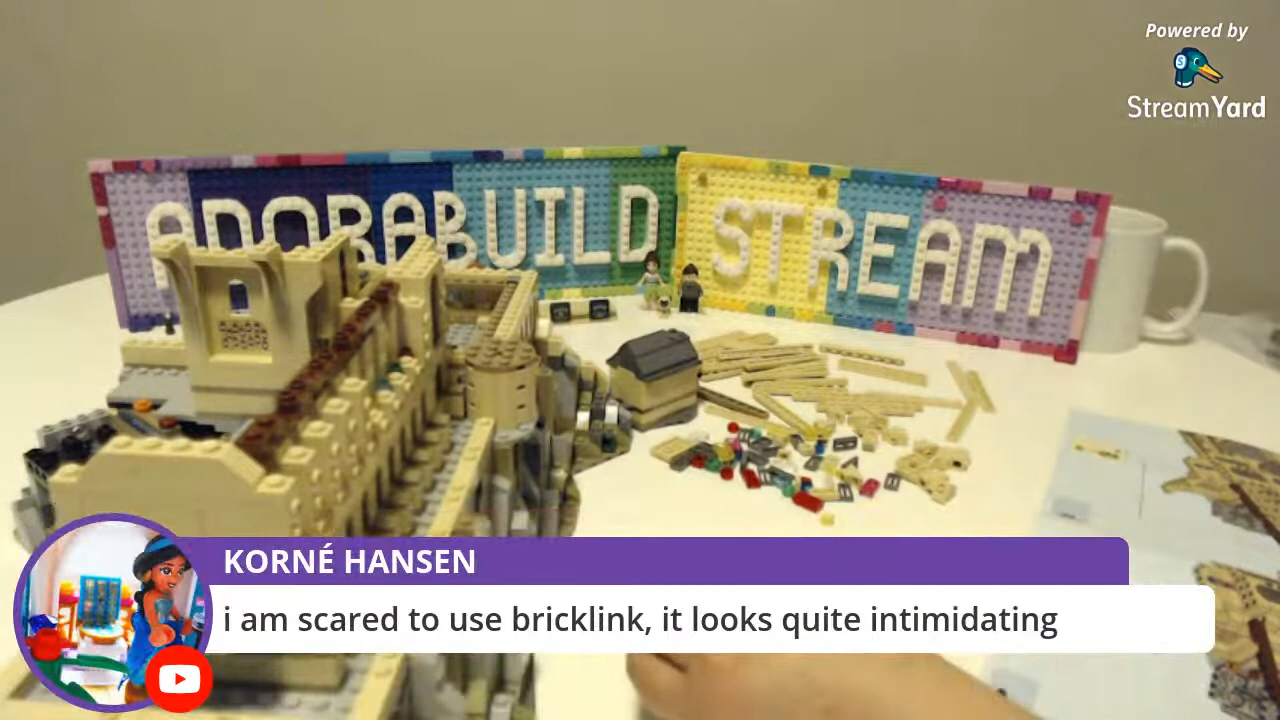 Powered by
StreamYard
ADORABUILD STREAM
KORNÉ HANSEN
i am scared to use bricklink, it looks quite intimidating